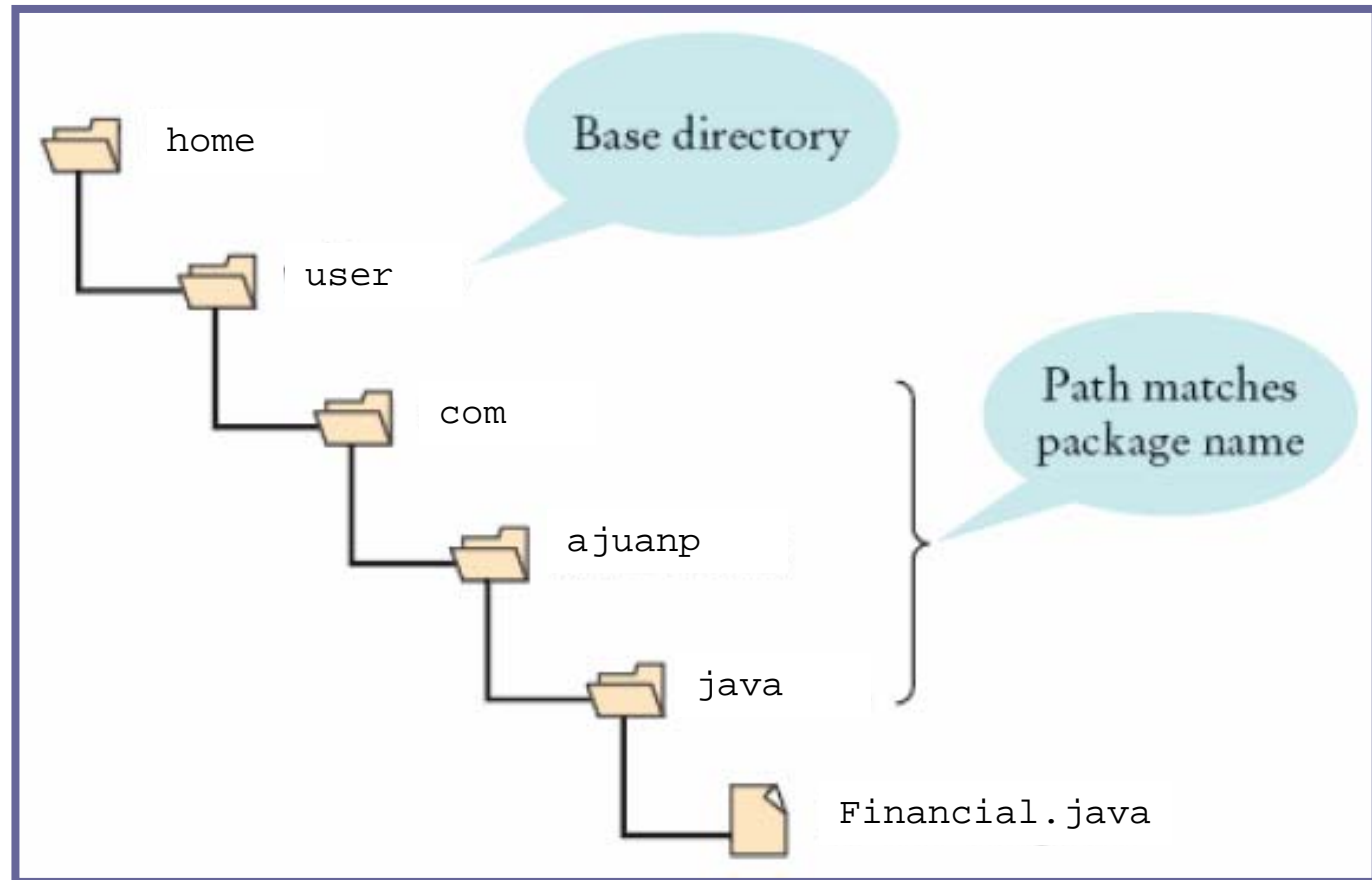 home
Base directory
user
com
Path matches
package name
ajuanp
java
Financial.java